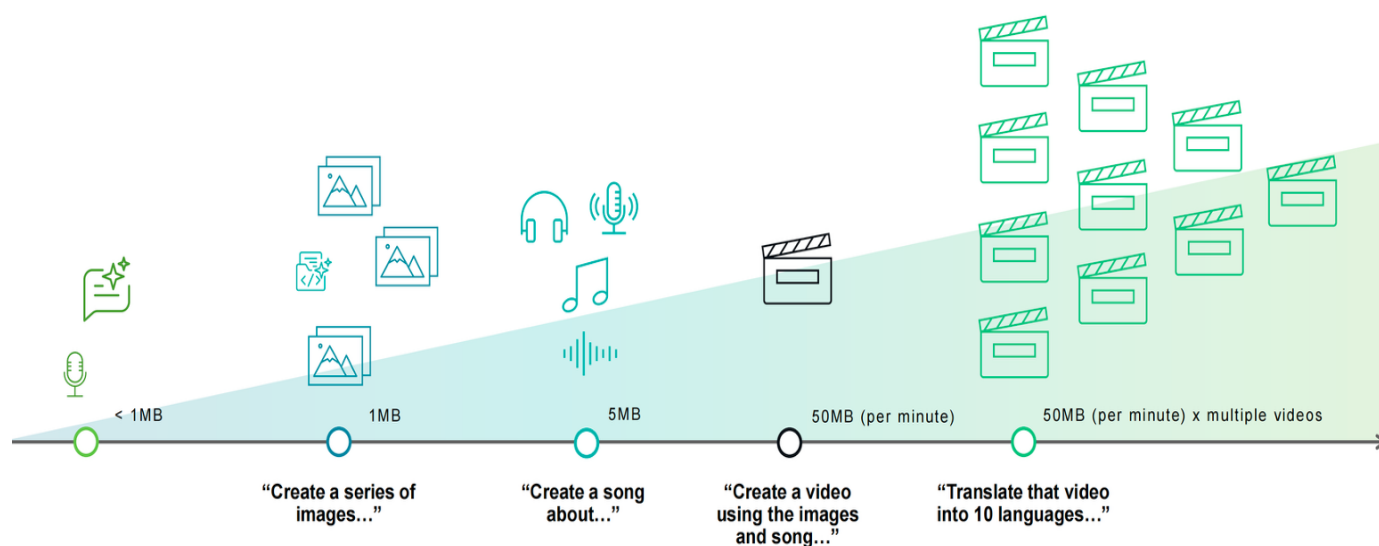 < 1MB
1MB
5MB
50MB (per minute)
50MB (per minute) x multiple videos
“Create a series of
images…”
“Create a song
about…”
“Create a video
using the images
and song…”
“Translate that video
into 10 languages…”